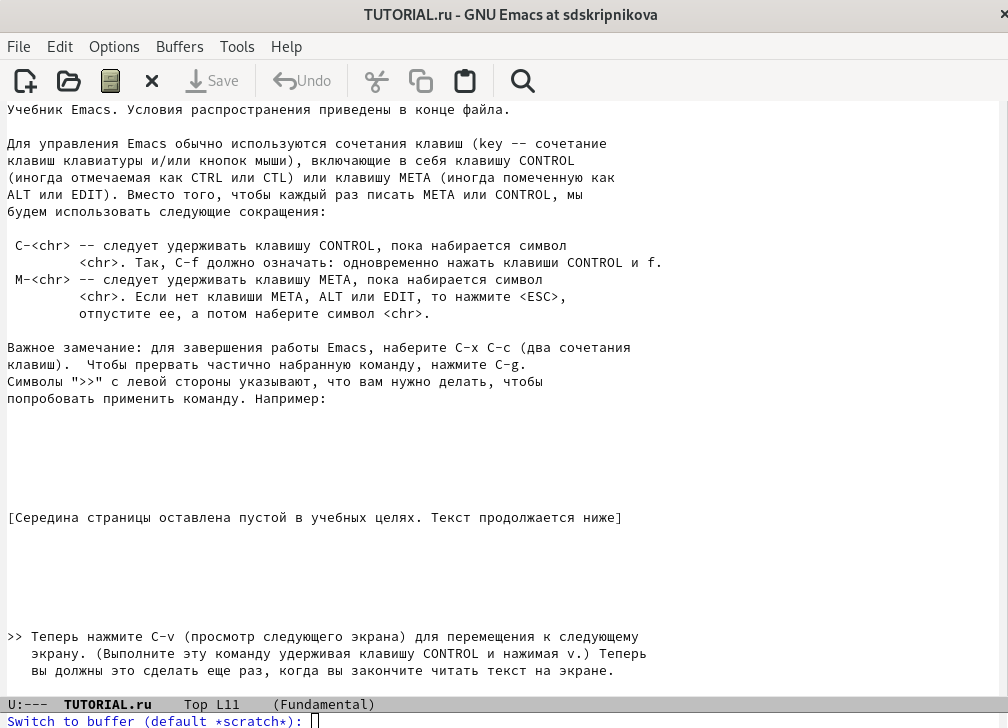 TUTORIAL.ru - GNU Emacs at sdskripnikova
File Edit Options Buffers Tools Help
Save Undo
Учебник Emacs. Условия распространения приведены в конце файла.
Для управления Emacs обычно используются сочетания клавиш (key -- сочетание
клавиш клавиатуры и/или кнопок мыши), включающие в себя клавишу CONTROL
(иногда отмечаемая как CTRL или CTL) или клавишу META (иногда помеченную как
ALT или EDIT). Вместо того, чтобы каждый раз писать META или CONTROL, мы
будем использовать следующие сокращения:
C-<chr> -- следует удерживать клавишу CONTROL, пока набирается символ
<chr>. Так, C-f должно означать: одновременно нажать клавиши CONTROL и f.
M-<chr> -- следует удерживать клавишу META, пока набирается символ
<chr>. Если нет клавиши META, ALT или EDIT, то нажмите <ESC>,
отпустите ее, а потом наберите символ <chr>.
Важное замечание: для завершения работы Emacs, наберите C-x C-c (два сочетания
клавиш).  Чтобы прервать частично набранную команду, нажмите C-g.
Символы ">>" с левой стороны указывают, что вам нужно делать, чтобы
попробовать применить команду. Например:
[Середина страницы оставлена пустой в учебных целях. Текст продолжается ниже]
>> Теперь нажмите C-v (просмотр следующего экрана) для перемещения к следующему
экрану. (Выполните эту команду удерживая клавишу CONTROL и нажимая v.) Теперь
вы должны это сделать еще раз, когда вы закончите читать текст на экране.
U:---  TUTORIAL.ru    Top L11    (Fundamental)
Switch to buffer (default *scratch*):